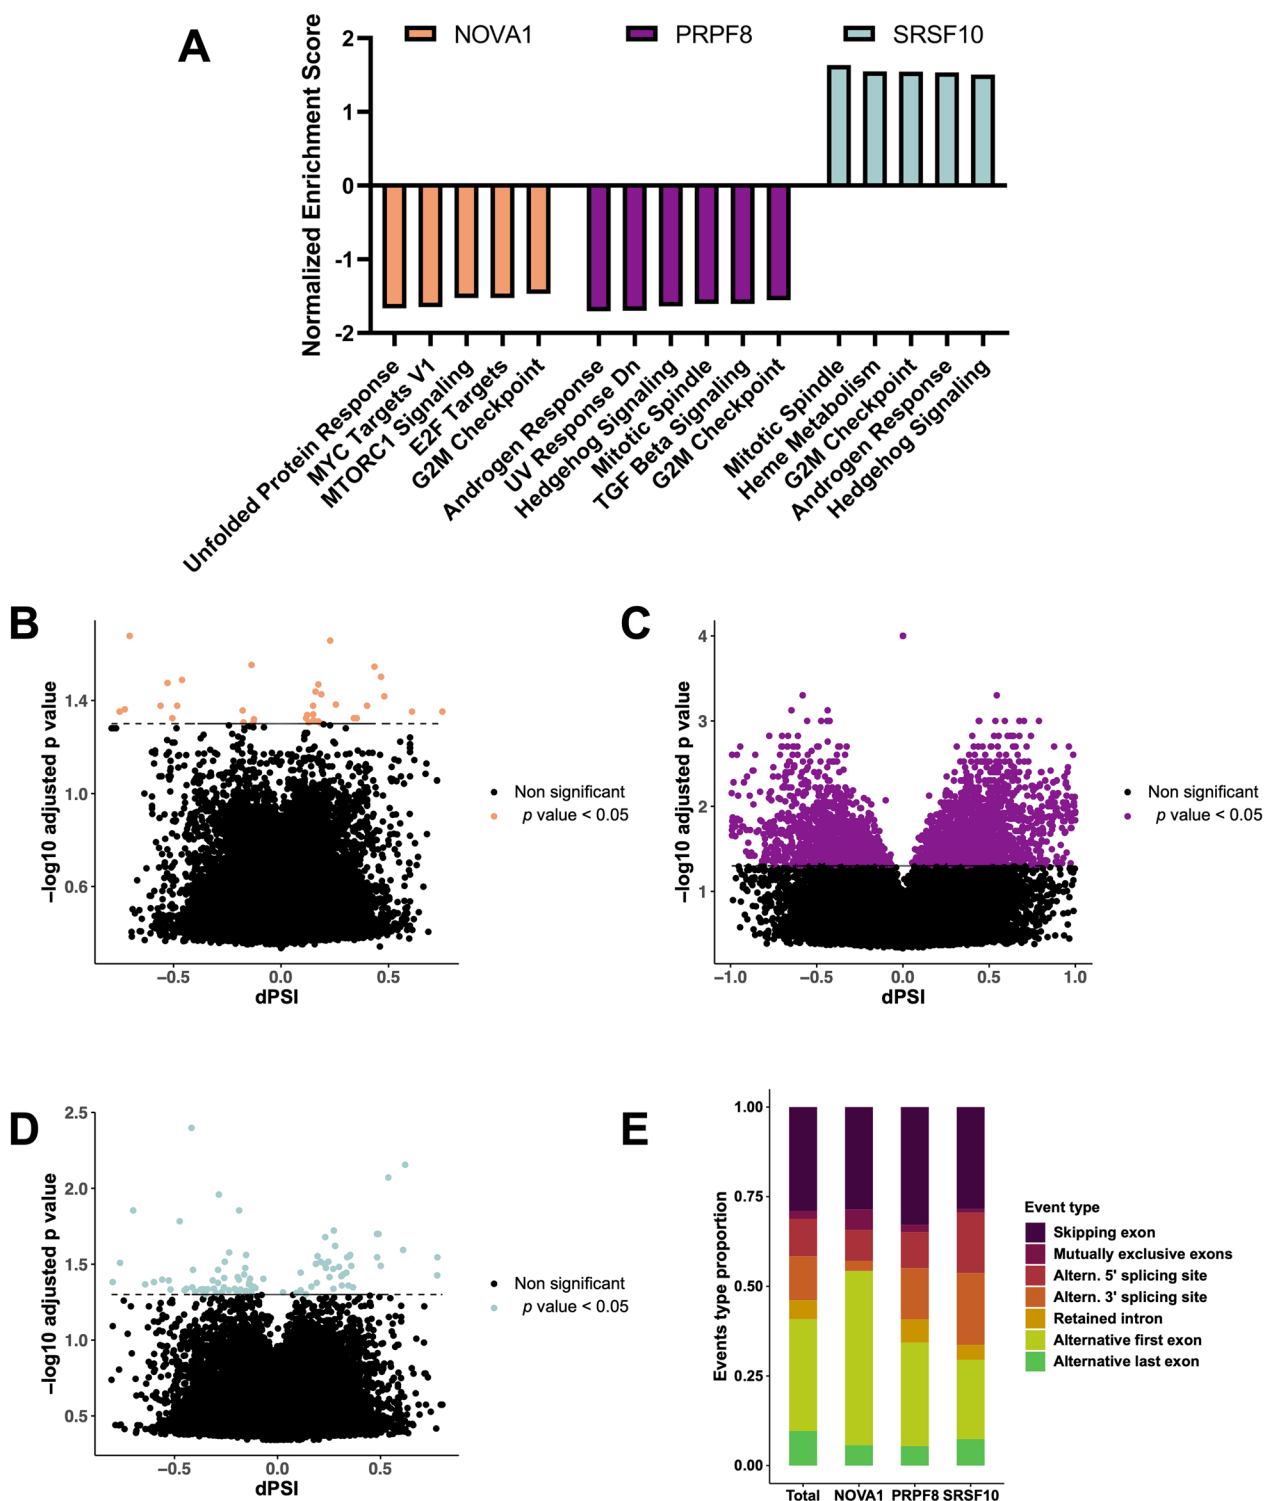 A
NOVA1
PRPF8
SRSF10
Normalized Enrichment Score
2
1
0
-1
-2
Unfolded Protein Response
MYC Targets V1
MTORC1 Signaling
E2F Targets
G2M Checkpoint
Androgen Response
UV Response Dn
Hedgehog Signaling
Mitotic Spindle
TGF Beta Signaling
G2M Checkpoint
Mitotic Spindle
Heme Metabolism
G2M Checkpoint
Androgen Response
Hedgehog Signaling
B
−log10 adjusted p value
1.4
1.0
0.6
−0.5
0.0
0.5
dPSI
Non significant
p value < 0.05
C
−log10 adjusted p value
4
3
2
1
−1.0
−0.5
0.0
0.5
1.0
dPSI
Non significant
p value < 0.05
D
−log10 adjusted p value
2.5
2.0
1.5
1.0
0.5
−0.5
0.0
0.5
dPSI
Non significant
p value < 0.05
E
Events type proportion
1.00
0.75
0.50
0.25
0.00
Total
NOVA1
PRPF8
SRSF10
Event type
Skipping exon
Mutually exclusive exons
Altern. 5' splicing site
Altern. 3' splicing site
Retained intron
Alternative first exon
Alternative last exon